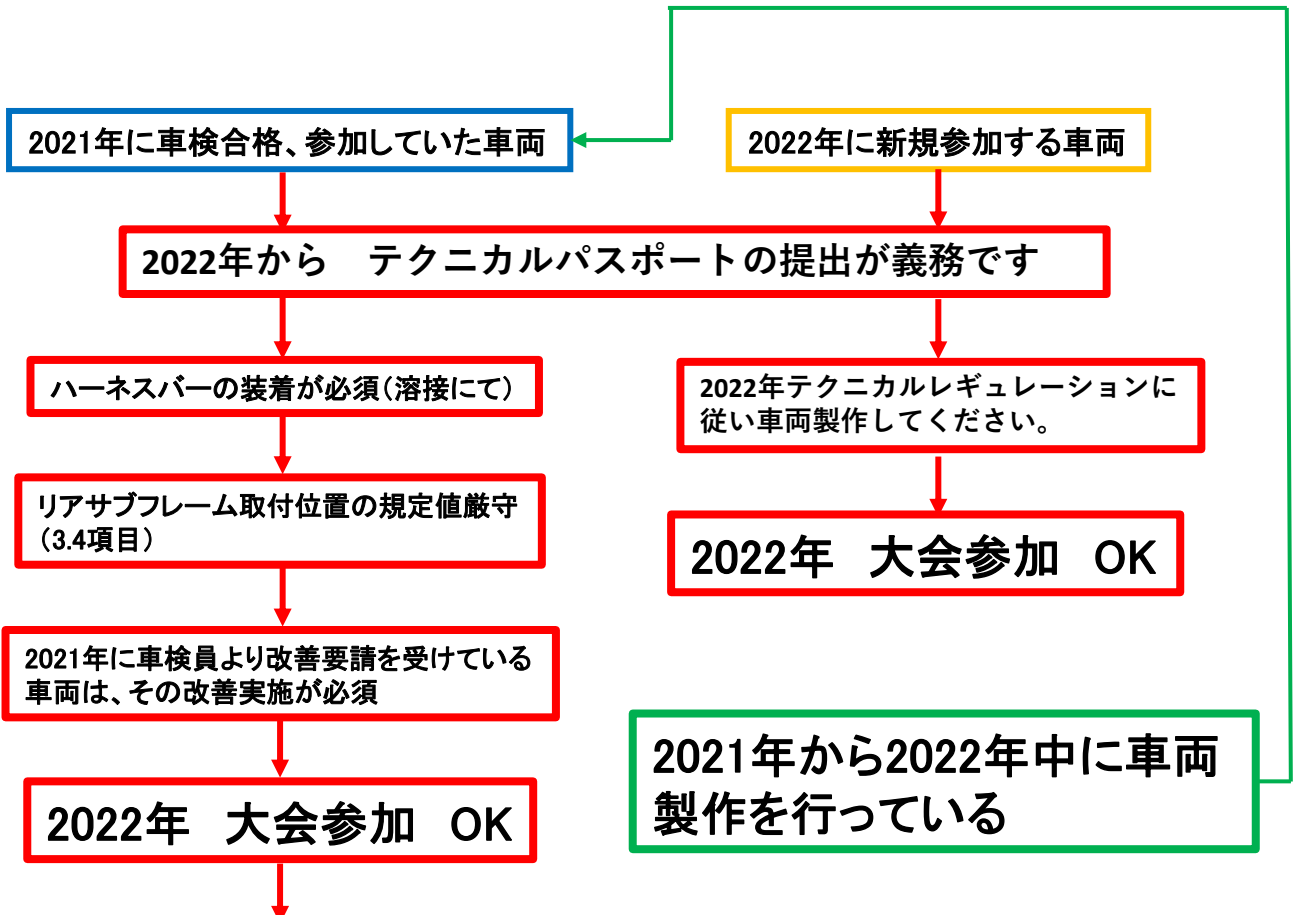 2021年に車検合格、参加していた車両
2022年に新規参加する車両
2022年から　テクニカルパスポートの提出が義務です
ハーネスバーの装着が必須（溶接にて）
リアサブフレーム取付位置の規定値厳守
（3.4項目）
2021年に車検員より改善要請を受けている
車両は、その改善実施が必須
2022年　大会参加　OK
2022年テクニカルレギュレーションに
従い車両製作してください。
2022年　大会参加　OK
2021年から2022年中に車両
製作を行っている